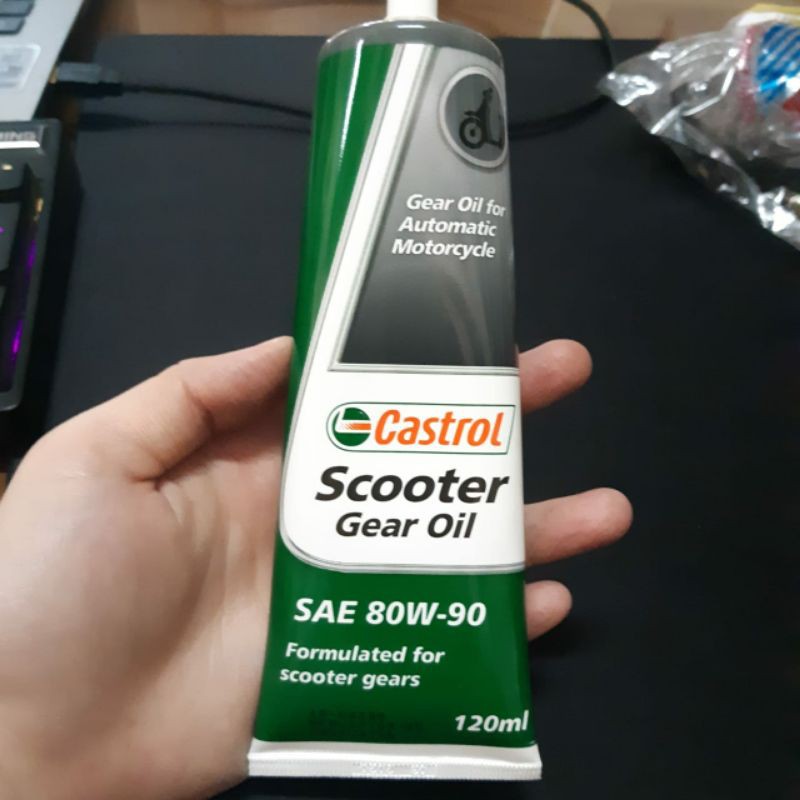 Gear Oil for
Automatic
Motorcycle
Castrol
Scooter
Gear Oil
SAE 80W-90
Formulated for
scooter gears
120ml